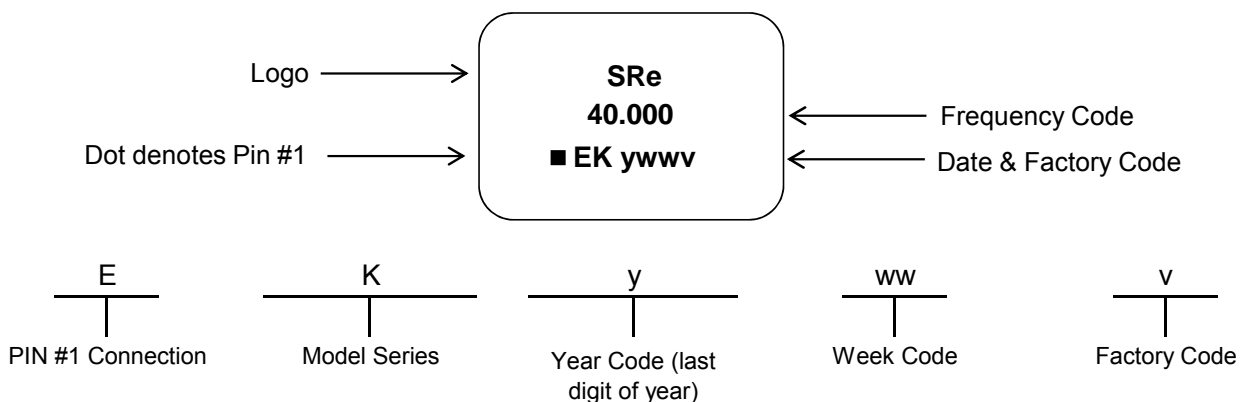 Logo
SRe
40.000
Frequency Code
Dot denotes Pin #1
■ EK ywwv
Date & Factory Code
E
K
y
ww
v
PIN #1 Connection
Model Series
Year Code (last
digit of year)
Week Code
Factory Code